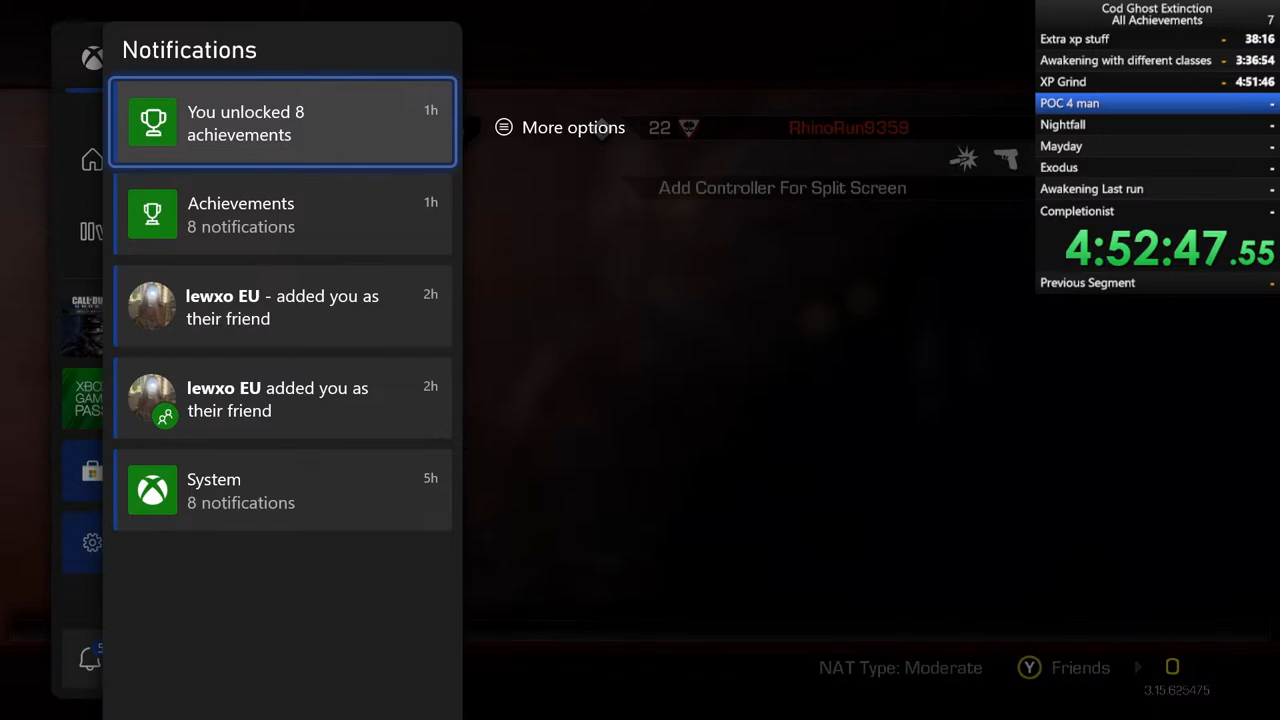 Notifications
You unlocked 8
achievements
1h
Achievements
8 notifications
1h
lewxo EU - added you as
their friend
2h
lewxo EU added you as
their friend
2h
System
8 notifications
5h
XBO
GAM
PAS
More options
22
RhinoRun9359
Add Controller For Split Screen
NAT Type: Moderate
Y Friends
0
3.15.625475
Cod Ghost Extinction
All Achievements 7
Extra xp stuff - 38:16
Awakening with different classes - 3:36:54
XP Grind - 4:51:46
POC 4 man -
Nightfall -
Mayday -
Exodus -
Awakening Last run -
Completionist -
4:52:47.55
Previous Segment -